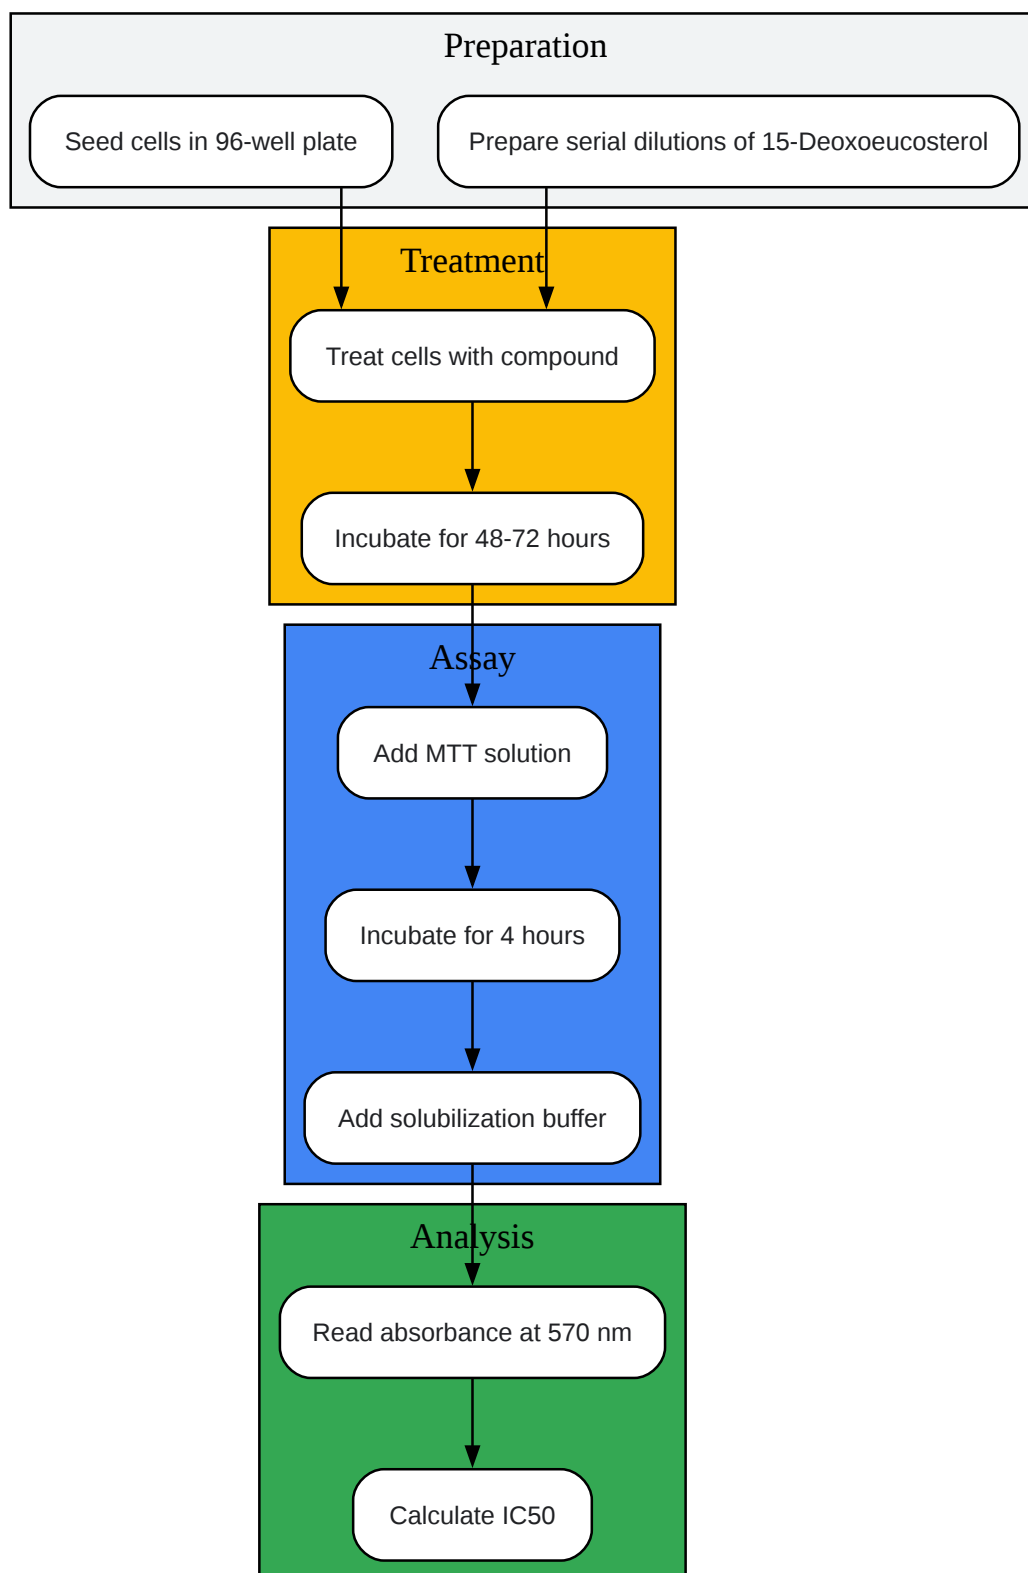 Preparation
Seed cells in 96-well plate
Prepare serial dilutions of 15-Deoxoeucosterol
Treatment
Treat cells with compound
Incubate for 48-72 hours
Assay
Add MTT solution
Incubate for 4 hours
Add solubilization buffer
Analysis
Read absorbance at 570 nm
Calculate IC50